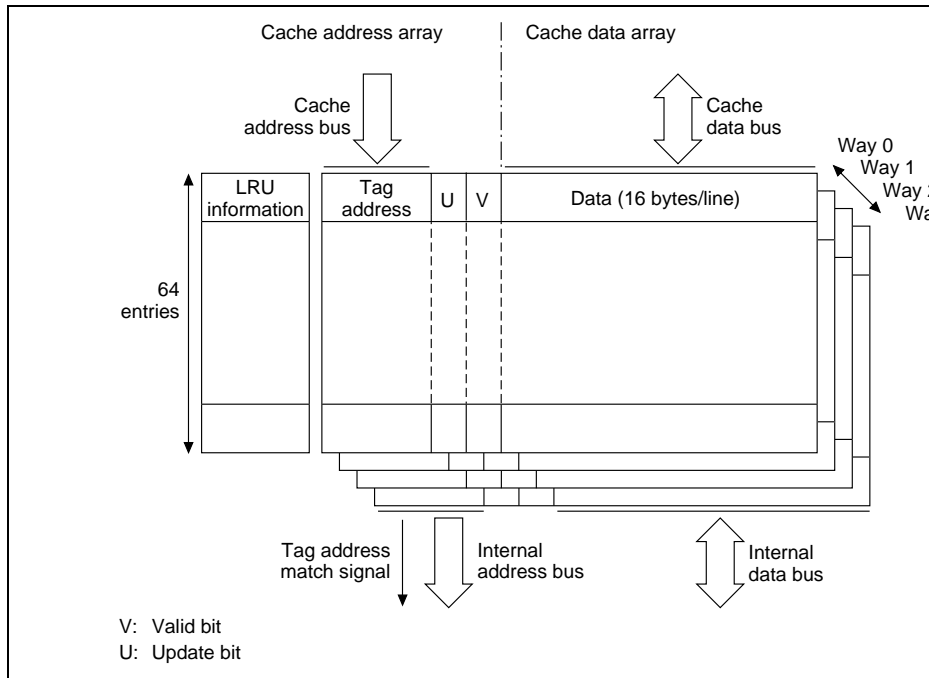 Cache address array
Cache data array
Cache
address bus
Cache
data bus
Way 0
Way 1
Way
LRU
information
Tag
address
U
V
Data (16 bytes/line)
64
entries
Tag address
match signal
Internal
address bus
Internal
data bus
V: Valid bit
U: Update bit